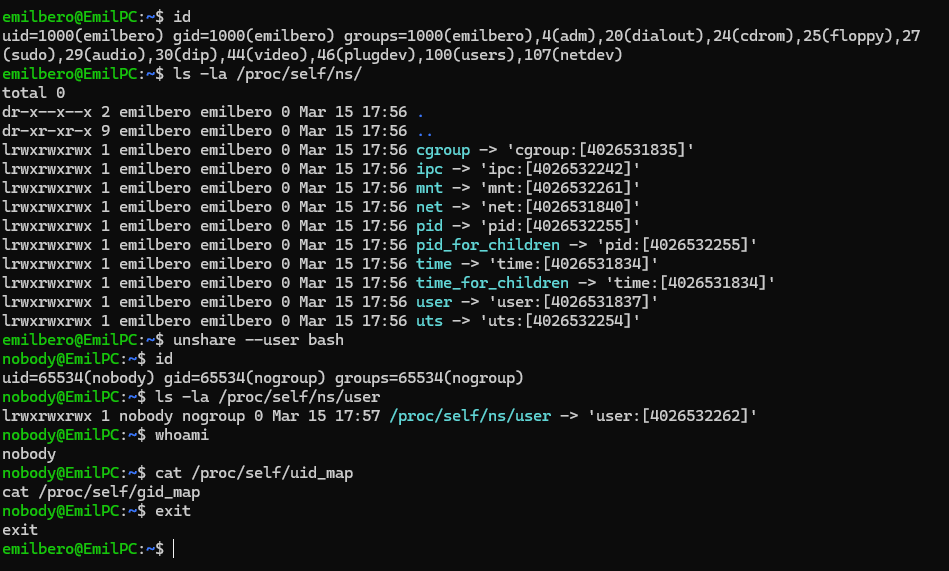 emilbero@EmilPC:~$ id
uid=1000(emilbero) gid=1000(emilbero) groups=1000(emilbero),4(adm),20(dialout),24(cdrom),25(floppy),27
(sudo),29(audio),30(dip),44(video),46(plugdev),100(users),107(netdev)
emilbero@EmilPC:~$ ls -la /proc/self/ns/
total 0
dr-x--x--x 2 emilbero emilbero 0 Mar 15 17:56 .
dr-xr-xr-x 9 emilbero emilbero 0 Mar 15 17:56 ..
lrwxrwxrwx 1 emilbero emilbero 0 Mar 15 17:56 cgroup -> 'cgroup:[4026531835]'
lrwxrwxrwx 1 emilbero emilbero 0 Mar 15 17:56 ipc -> 'ipc:[4026532242]'
lrwxrwxrwx 1 emilbero emilbero 0 Mar 15 17:56 mnt -> 'mnt:[4026532261]'
lrwxrwxrwx 1 emilbero emilbero 0 Mar 15 17:56 net -> 'net:[4026531840]'
lrwxrwxrwx 1 emilbero emilbero 0 Mar 15 17:56 pid -> 'pid:[4026532255]'
lrwxrwxrwx 1 emilbero emilbero 0 Mar 15 17:56 pid_for_children -> 'pid:[4026532255]'
lrwxrwxrwx 1 emilbero emilbero 0 Mar 15 17:56 time -> 'time:[4026531834]'
lrwxrwxrwx 1 emilbero emilbero 0 Mar 15 17:56 time_for_children -> 'time:[4026531834]'
lrwxrwxrwx 1 emilbero emilbero 0 Mar 15 17:56 user -> 'user:[4026531837]'
lrwxrwxrwx 1 emilbero emilbero 0 Mar 15 17:56 uts -> 'uts:[4026532254]'
emilbero@EmilPC:~$ unshare --user bash
nobody@EmilPC:~$ id
uid=65534(nobody) gid=65534(nogroup) groups=65534(nogroup)
nobody@EmilPC:~$ ls -la /proc/self/ns/user
lrwxrwxrwx 1 nobody nogroup 0 Mar 15 17:57 /proc/self/ns/user -> 'user:[4026532262]'
nobody@EmilPC:~$ whoami
nobody
nobody@EmilPC:~$ cat /proc/self/uid_map
cat /proc/self/gid_map
nobody@EmilPC:~$ exit
exit
emilbero@EmilPC:~$